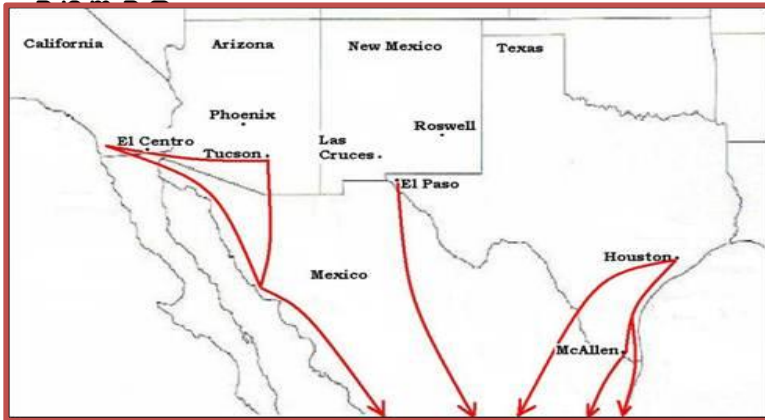 California
Arizona
New Mexico
Texas
Phoenix
Roswell
El Centro
Las
Cruces
Tucson
El Paso
Houston
Mexico
McAllen